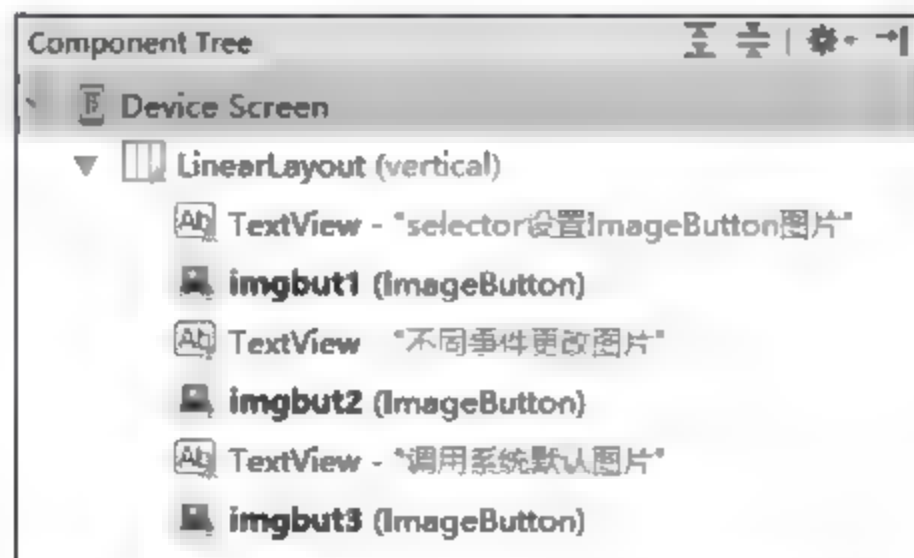 Component Tree
Device Screen
LinearLayout (vertical)
TextView - "selector设置ImageButton图片"
imgbut1 (ImageButton)
TextView "不同事件更改图片"
imgbut2 (ImageButton)
TextView - "调用系统默认图片"
imgbut3 (ImageButton)